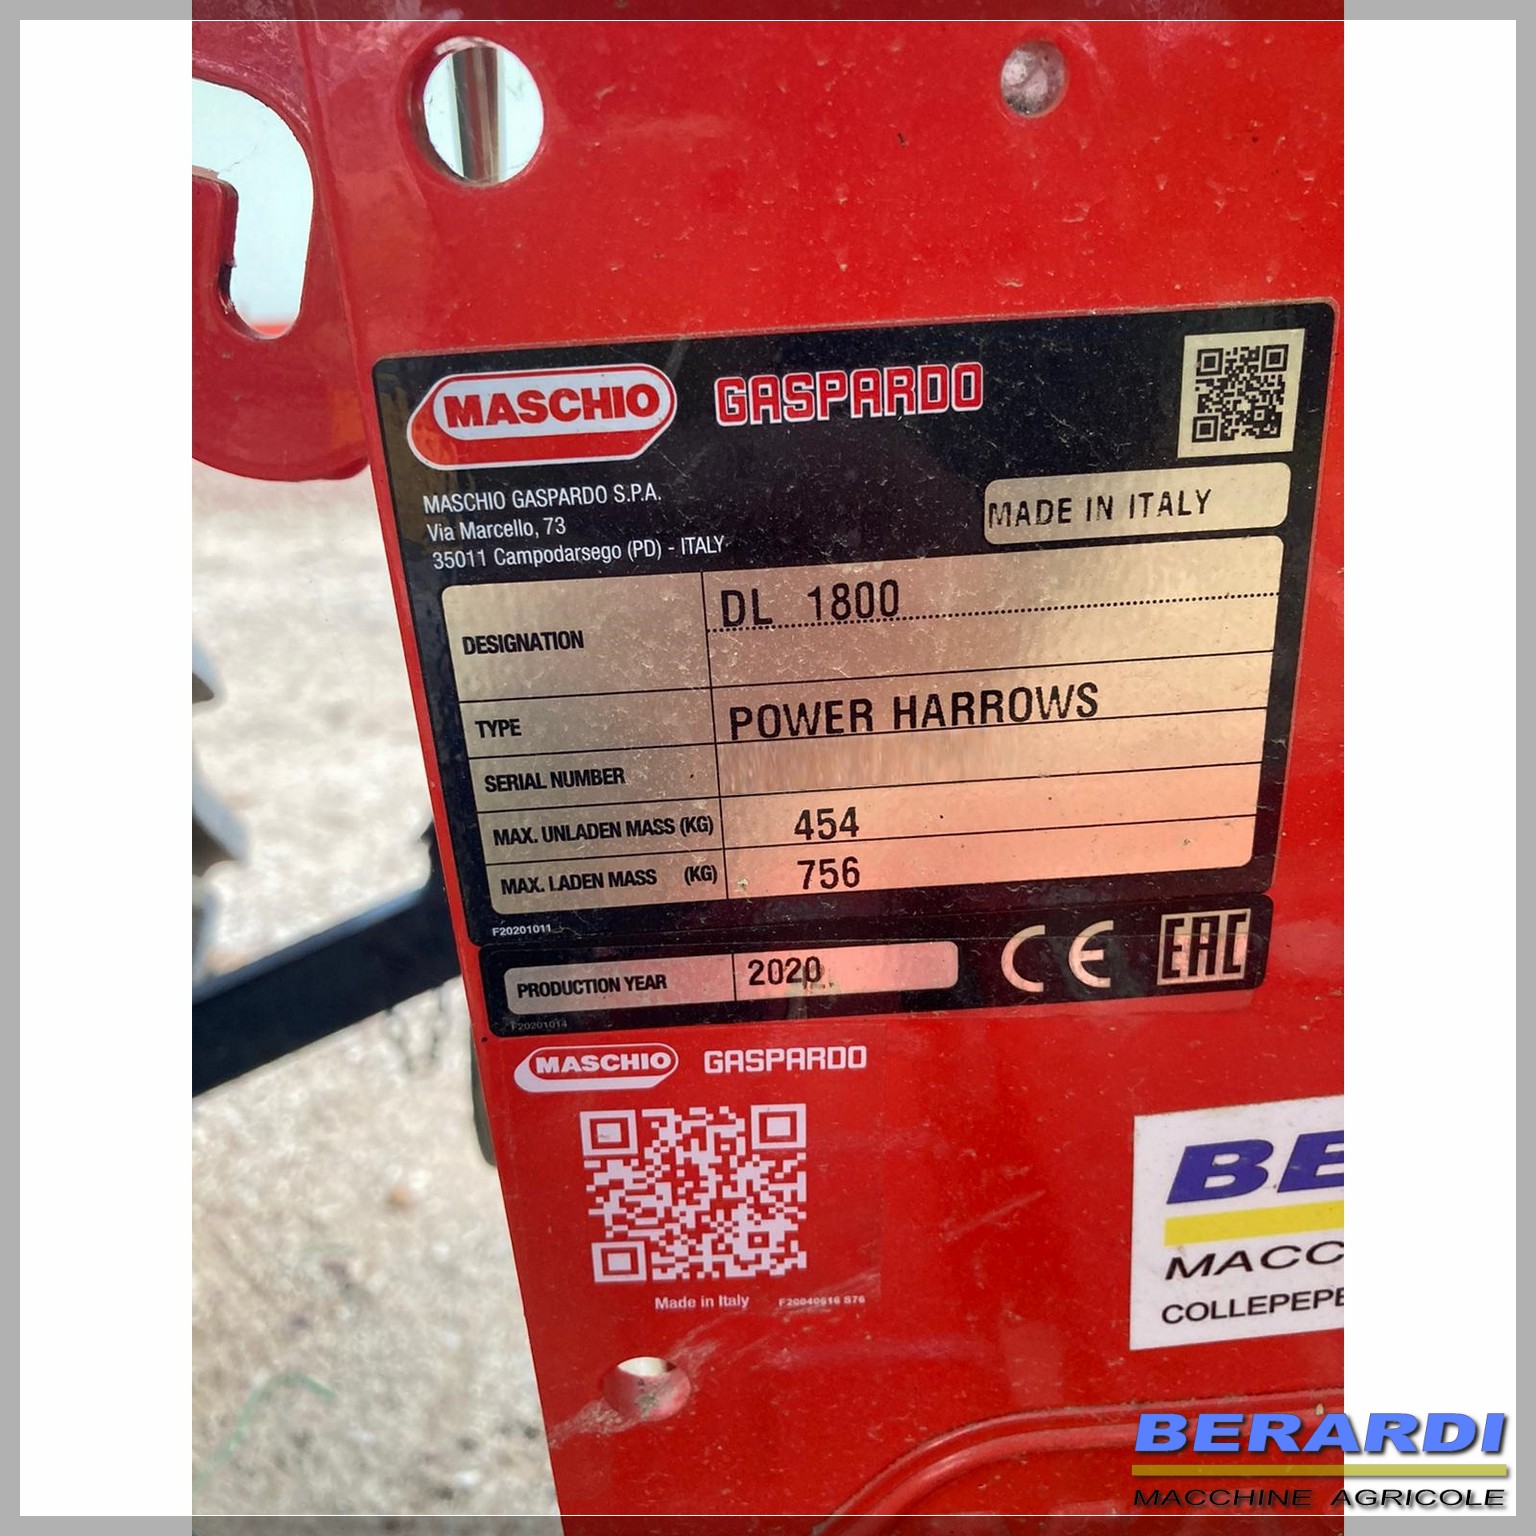 MASCHIO GASPARDO
MASCHIO GASPARDO S.P.A.
Via Marcello, 73
35011 Campodarsego (PD) - ITALY
MADE IN ITALY
DESIGNATION DL 1800
TYPE POWER HARROWS
SERIAL NUMBER
MAX. UNLADEN MASS (KG) 454
MAX. LADEN MASS (KG) 756
F20201011
PRODUCTION YEAR 2020 CE EAC
F20201014
MASCHIO GASPARDO
Made in Italy F20040616 S76
BE
MACC
COLLEPEPE
BERARDI
MACCHINE AGRICOLE